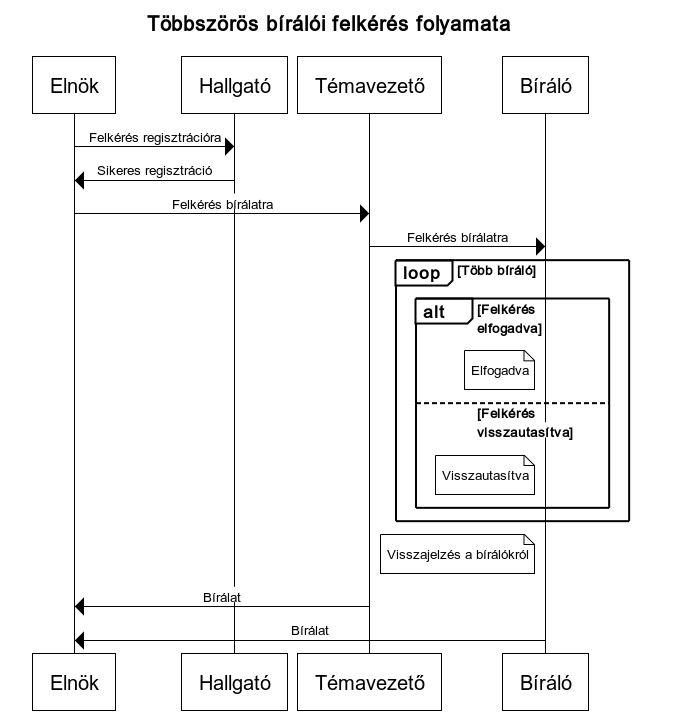 Többszörös bírálói felkérés folyamata
Elnök Hallgató Témavezető Bíráló
Felkérés regisztrációra
Sikeres regisztráció
Felkérés bírálatra
Felkérés bírálatra
loop [Több bíráló]
alt [Felkérés
elfogadva]
Elfogadva
[Felkérés
visszautasítva]
Visszautasítva
Visszajelzés a bírálókról
Bírálat
Bírálat
Elnök Hallgató Témavezető Bíráló